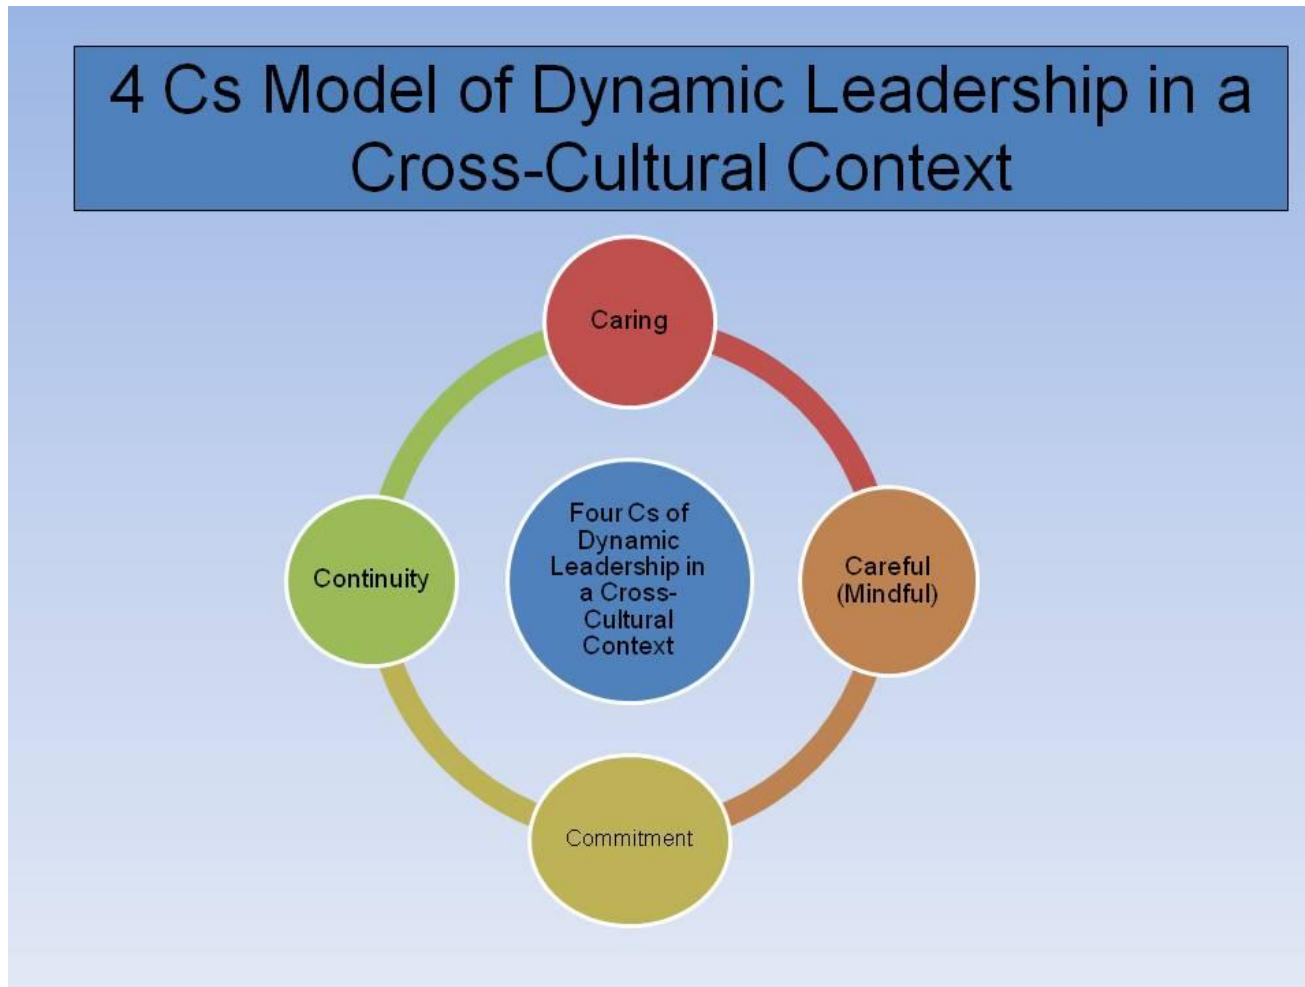 4 Cs Model of Dynamic Leadership in a
Cross-Cultural Context
Caring
Four Cs of
Dynamic
Leadership in
a Cross-
Cultural
Context
Continuity
Careful
(Mindful)
Commitment